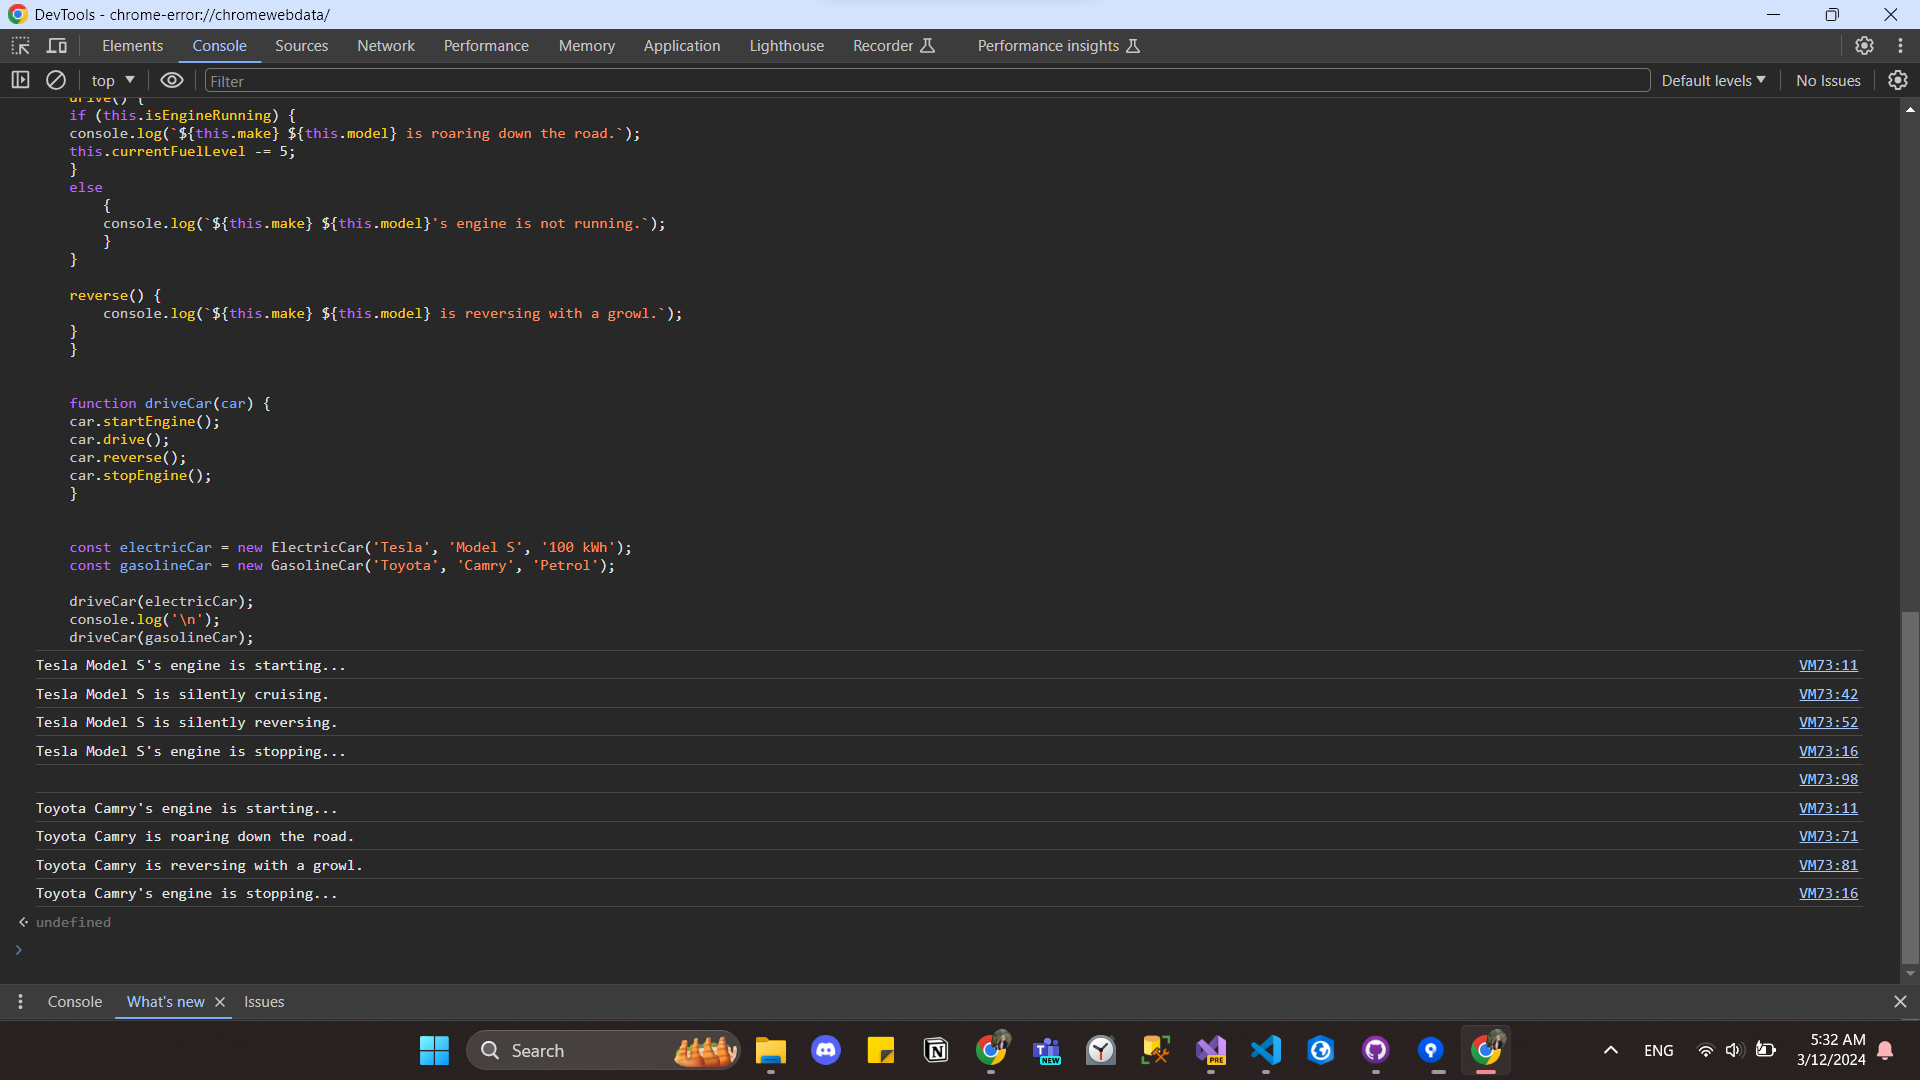 DevTools - chrome-error://chromewebdata/
Elements Console Sources Network Performance Memory Application Lighthouse Recorder Performance insights
top Filter Default levels No Issues
drive() {
if (this.isEngineRunning) {
console.log(`${this.make} ${this.model} is roaring down the road.`);
this.currentFuelLevel -= 5;
}
else
{
console.log(`${this.make} ${this.model}'s engine is not running.`);
}
}
reverse() {
console.log(`${this.make} ${this.model} is reversing with a growl.`);
}
}
function driveCar(car) {
car.startEngine();
car.drive();
car.reverse();
car.stopEngine();
}
const electricCar = new ElectricCar('Tesla', 'Model S', '100 kWh');
const gasolineCar = new GasolineCar('Toyota', 'Camry', 'Petrol');
driveCar(electricCar);
console.log('\n');
driveCar(gasolineCar);
Tesla Model S's engine is starting... VM73:11
Tesla Model S is silently cruising. VM73:42
Tesla Model S is silently reversing. VM73:52
Tesla Model S's engine is stopping... VM73:16
VM73:98
Toyota Camry's engine is starting... VM73:11
Toyota Camry is roaring down the road. VM73:71
Toyota Camry is reversing with a growl. VM73:81
Toyota Camry's engine is stopping... VM73:16
undefined
Console What's new Issues
Search NEW PRE ENG 5:32 AM
3/12/2024